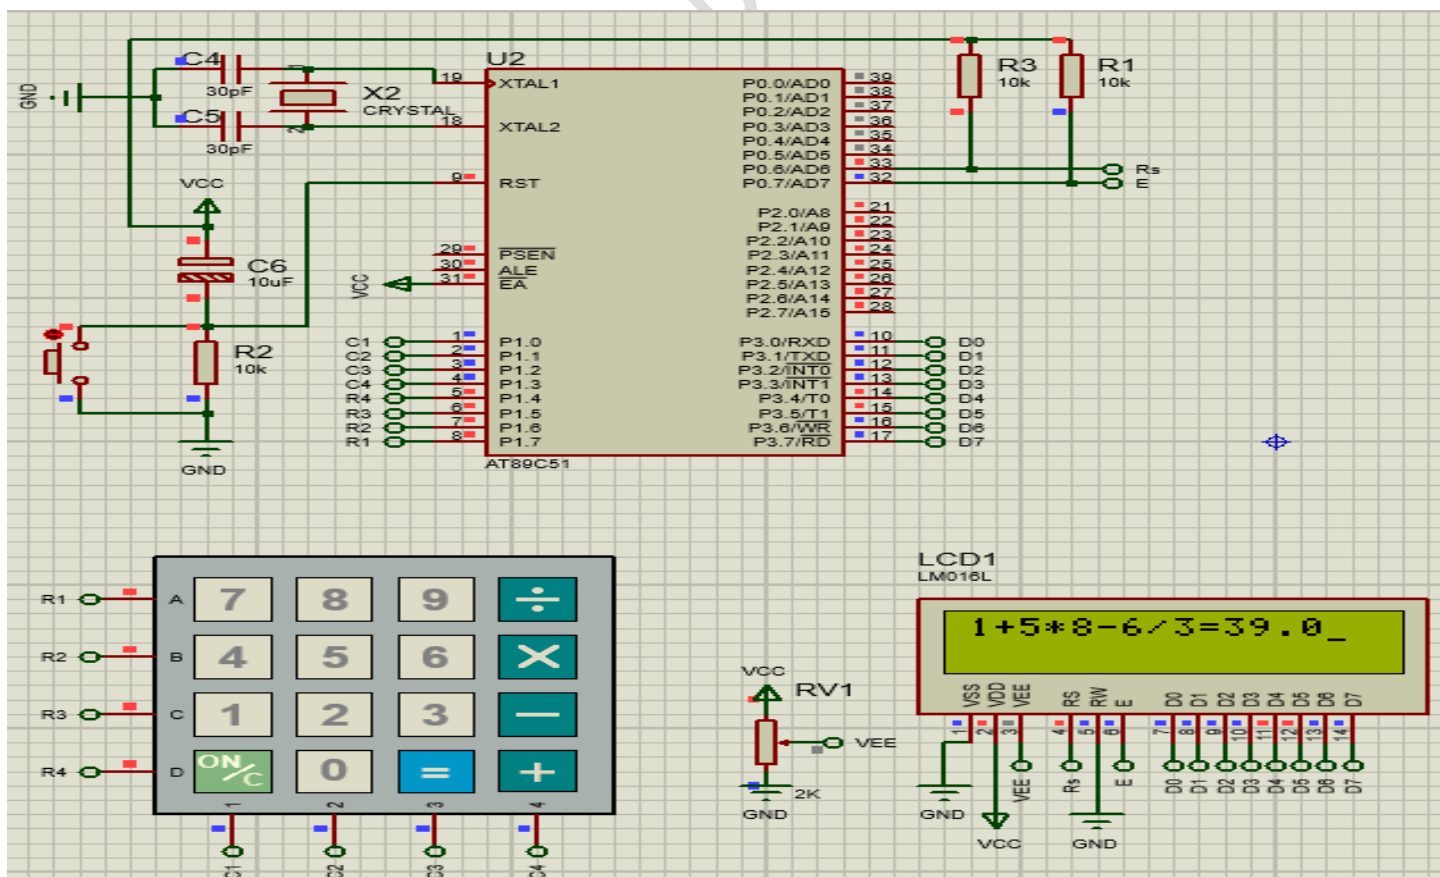 C4
30pF
GND
C5
30pF
1
2
X2
CRYSTAL
U2
19 XTAL1
18 XTAL2
9 RST
29 PSEN
30 ALE
31 EA
VCC
VCC
C6
10uF
R2
10k
GND
C1 1 P1.0
C2 2 P1.1
C3 3 P1.2
C4 4 P1.3
R4 5 P1.4
R3 6 P1.5
R2 7 P1.6
R1 8 P1.7
AT89C51
P0.0/AD0 39
P0.1/AD1 38
P0.2/AD2 37
P0.3/AD3 36
P0.4/AD4 35
P0.5/AD5 34
P0.6/AD6 33
P0.7/AD7 32
P2.0/A8 21
P2.1/A9 22
P2.2/A10 23
P2.3/A11 24
P2.4/A12 25
P2.5/A13 26
P2.6/A14 27
P2.7/A15 28
P3.0/RXD 10 D0
P3.1/TXD 11 D1
P3.2/INT0 12 D2
P3.3/INT1 13 D3
P3.4/T0 14 D4
P3.5/T1 15 D5
P3.6/WR 16 D6
P3.7/RD 17 D7
R3
10k
R1
10k
Rs
E
R1 A 7 8 9 ÷
R2 B 4 5 6 ×
R3 C 1 2 3 −
R4 D ON/C 0 = +
1 2 3 4
C1 C2 C3 C4
VCC
RV1
VEE
2K
GND
LCD1
LM016L
1+5*8-6/3=39.0_
VSS VDD VEE RS RW E D0 D1 D2 D3 D4 D5 D6 D7
1 2 3 4 5 6 7 8 9 10 11 12 13 14
VEE Rs E D0 D1 D2 D3 D4 D5 D6 D7
GND
VCC
GND